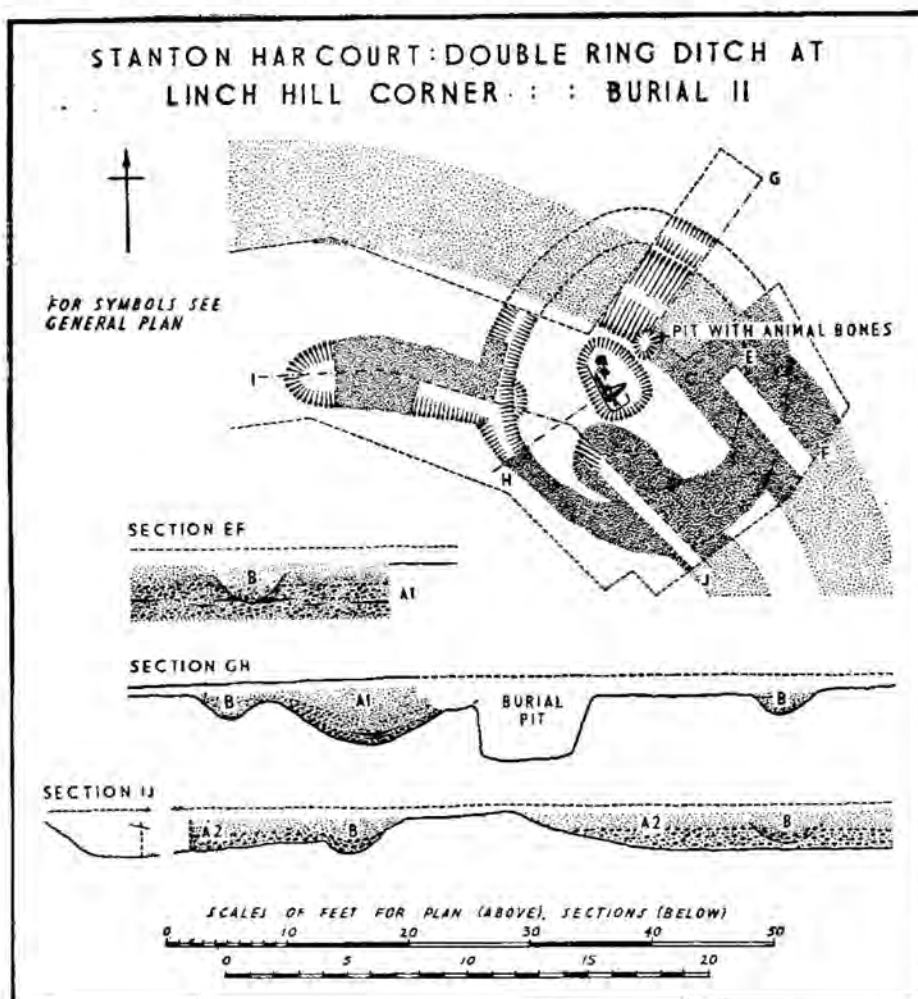 STANTON HARCOURT : DOUBLE RING DITCH AT
LINCH HILL CORNER : : BURIAL II
G
FOR SYMBOLS SEE
GENERAL PLAN
PIT WITH ANIMAL BONES
E
C
I
F
H
J
SECTION EF
B
A1
SECTION GH
B
A1
BURIAL
PIT
B
SECTION IJ
A2
B
A2
B
SCALES OF FEET FOR PLAN (ABOVE), SECTIONS (BELOW)
0 10 20 30 40 50
0 5 10 15 20